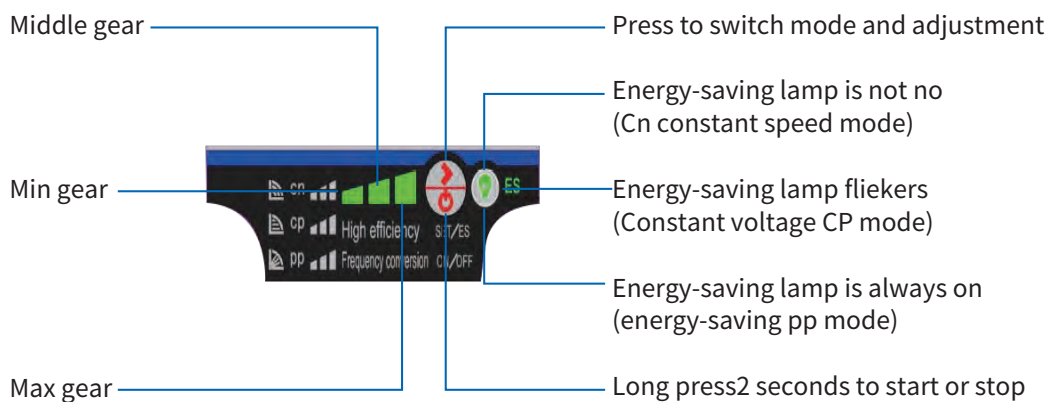 Middle gear
Press to switch mode and adjustment
Energy-saving lamp is not no
(Cn constant speed mode)
Min gear
cn
ES
Energy-saving lamp fliekers
(Constant voltage CP mode)
cp High efficiency SET/ES
pp Frequency conversion ON/OFF
Energy-saving lamp is always on
(energy-saving pp mode)
Max gear
Long press2 seconds to start or stop